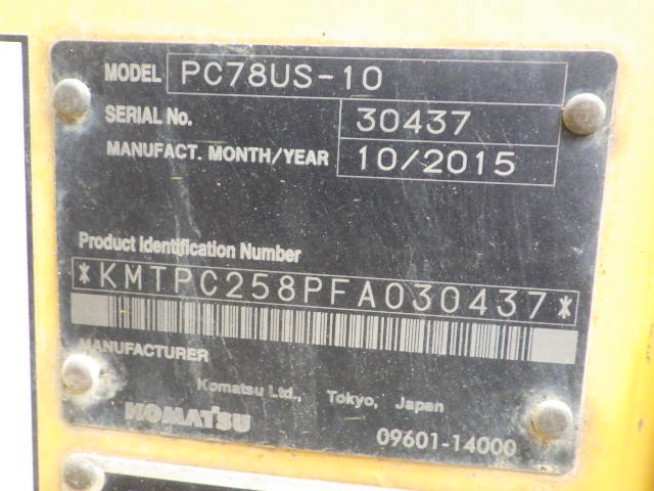 MODEL PC78US-10
SERIAL No. 30437
MANUFACT. MONTH/YEAR 10/2015
Product Identification Number
*KMTPC258PFA030437*
MANUFACTURER
Komatsu Ltd., Tokyo, Japan
KOMATSU
09601-14000